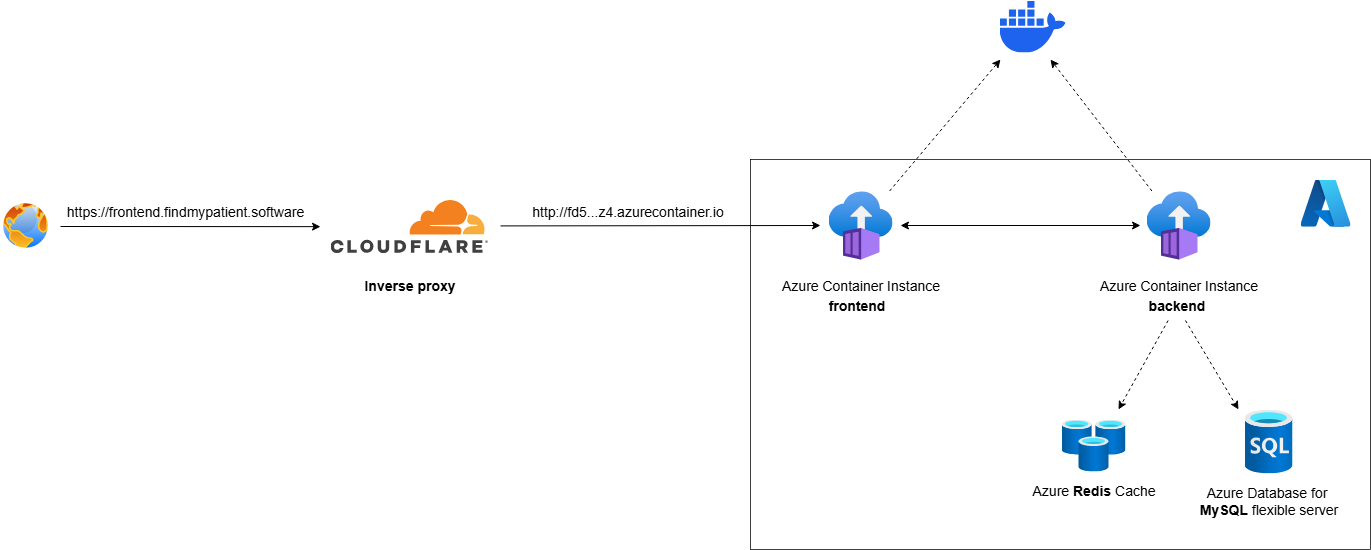 https://frontend.findmypatient.software
http://fd5...z4.azurecontainer.io
CLOUDFLARE
Inverse proxy
Azure Container Instance
frontend
Azure Container Instance
backend
SQL
Azure Redis Cache
Azure Database for
MySQL flexible server